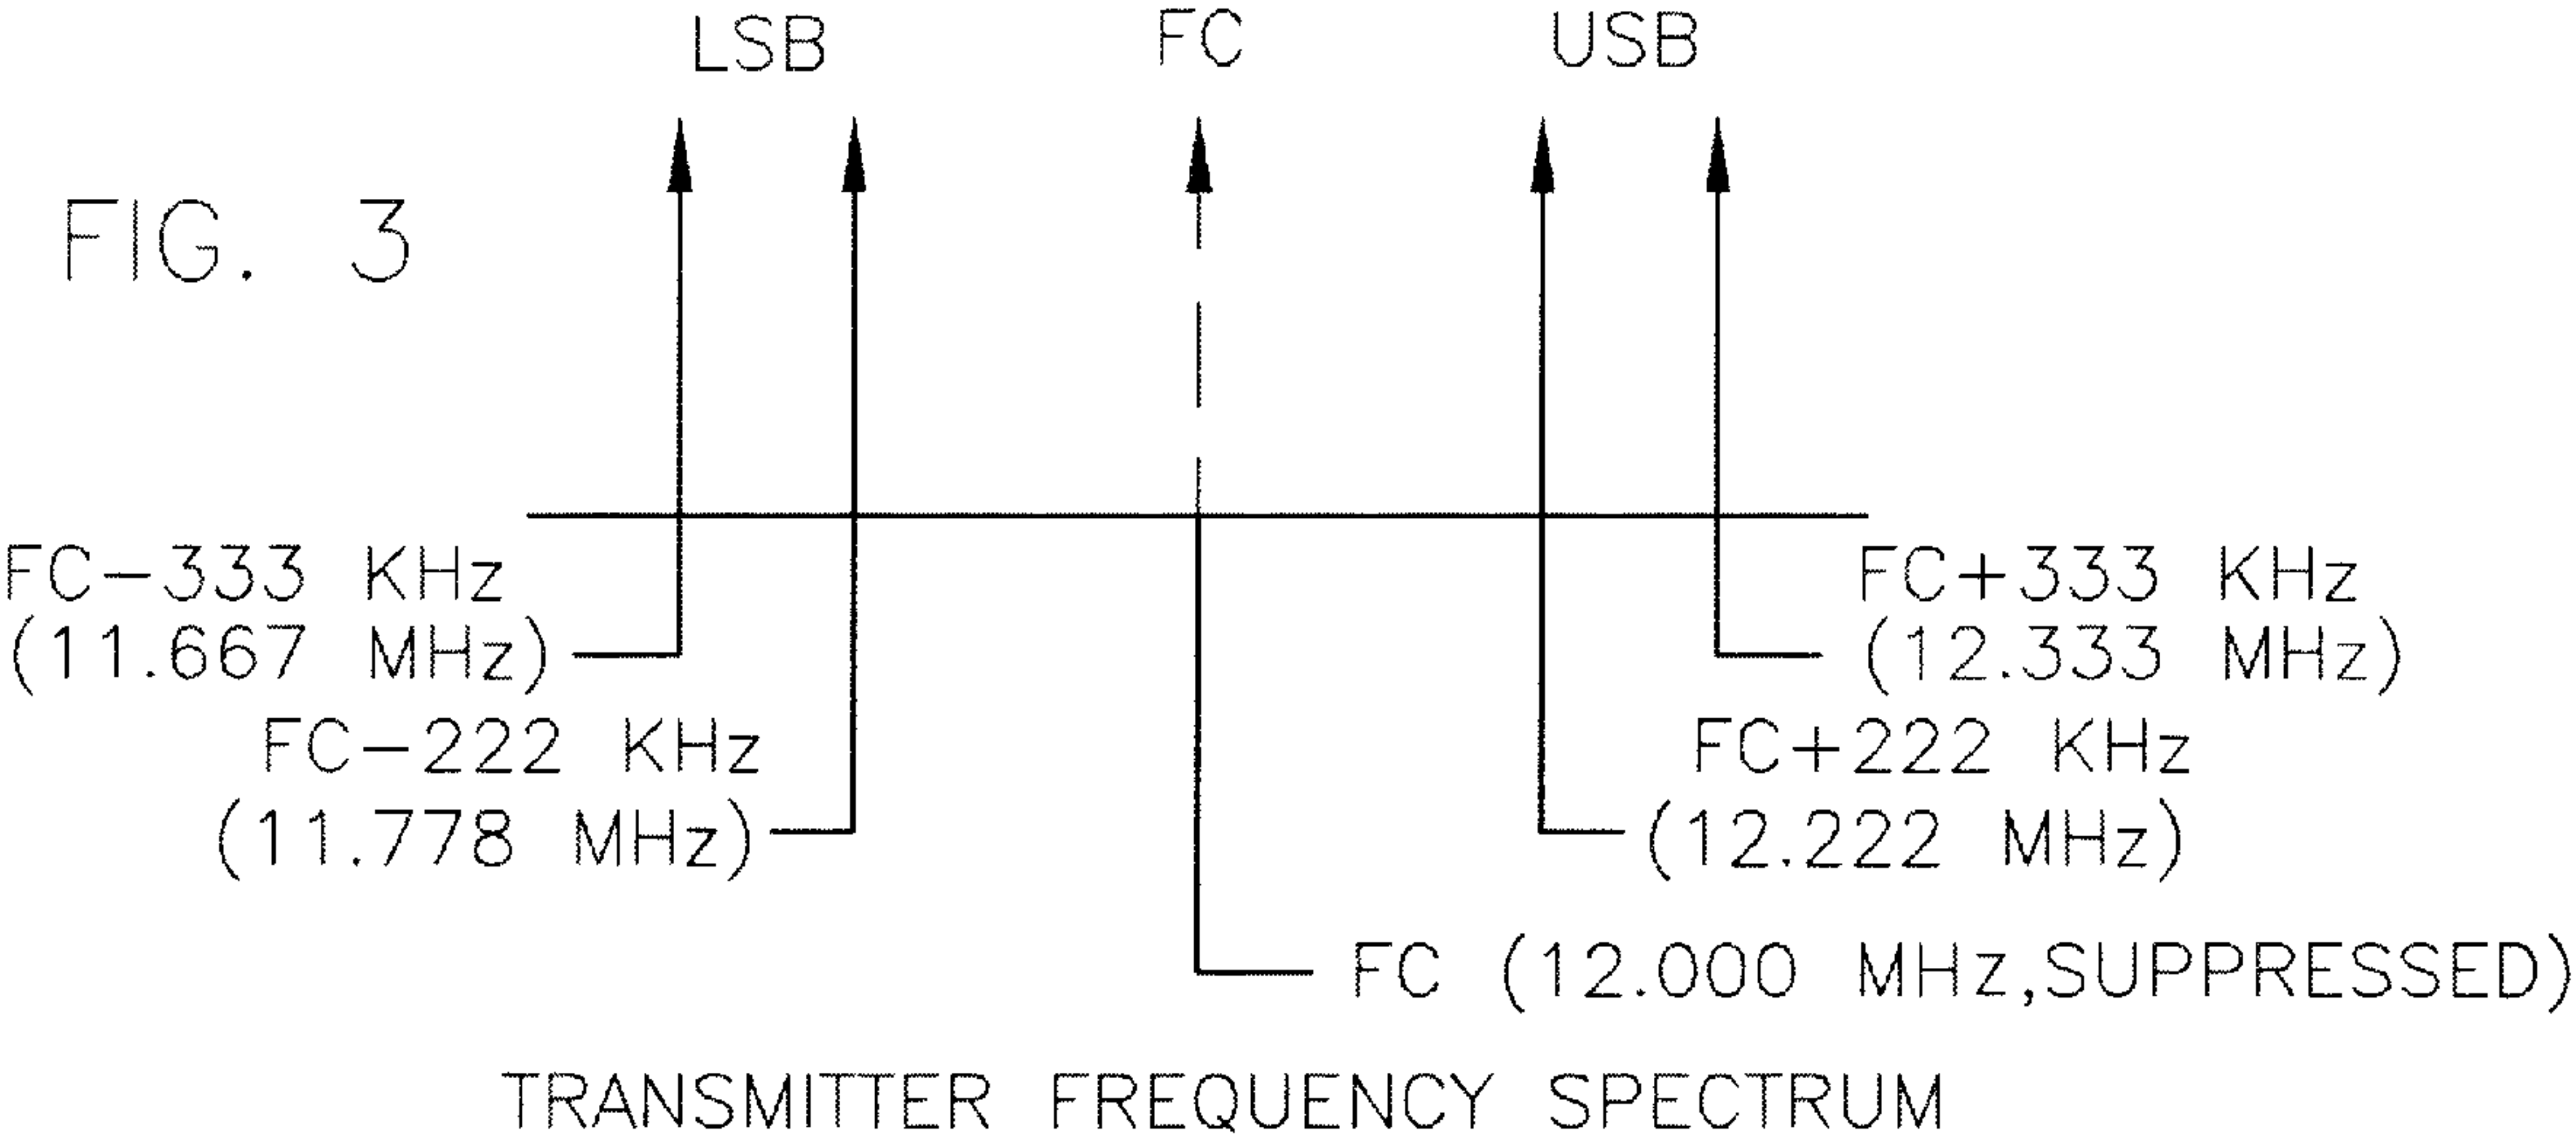 LSB FC USB
FIG. 3
FC-333 KHz
(11.667 MHz)
FC+333 KHz
(12.333 MHz)
FC-222 KHz
(11.778 MHz)
FC+222 KHz
(12.222 MHz)
FC (12.000 MHz,SUPPRESSED)
TRANSMITTER FREQUENCY SPECTRUM